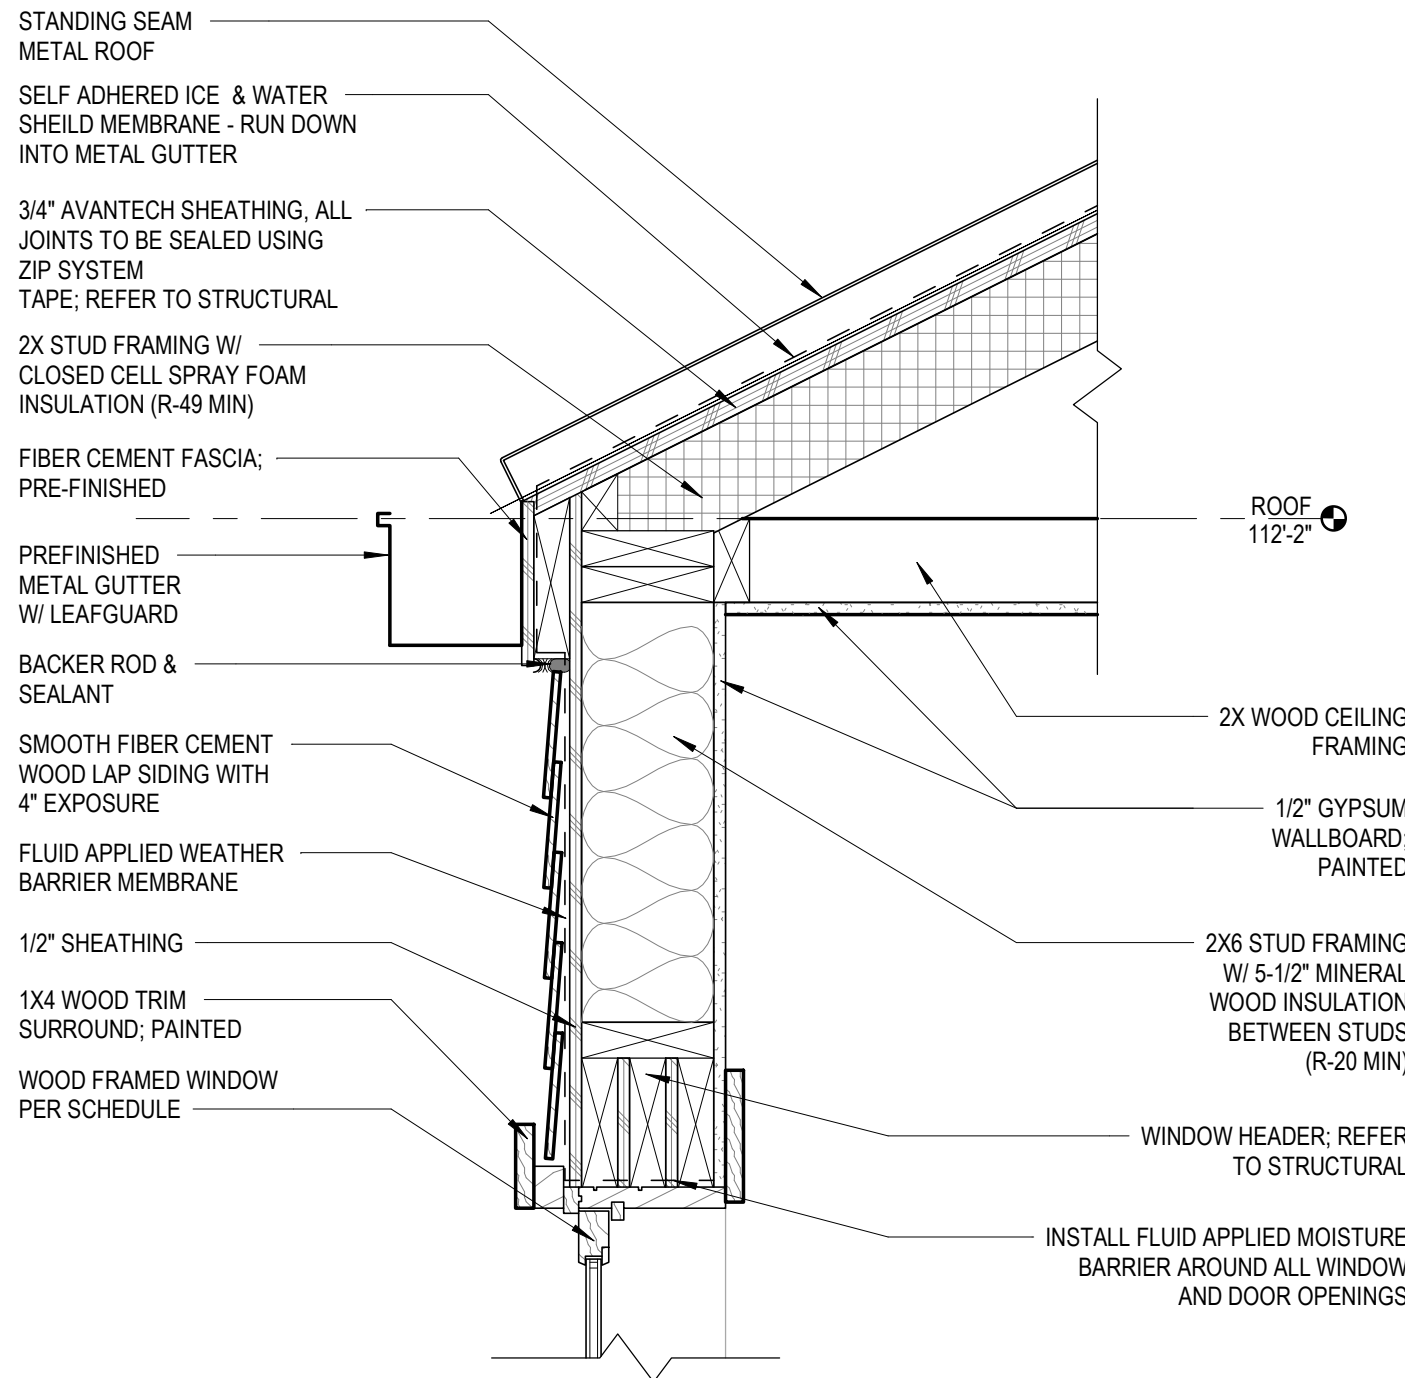 STANDING SEAM
METAL ROOF
SELF ADHERED ICE & WATER
SHEILD MEMBRANE - RUN DOWN
INTO METAL GUTTER
3/4" AVANTECH SHEATHING, ALL
JOINTS TO BE SEALED USING
ZIP SYSTEM
TAPE; REFER TO STRUCTURAL
2X STUD FRAMING W/
CLOSED CELL SPRAY FOAM
INSULATION (R-49 MIN)
FIBER CEMENT FASCIA;
PRE-FINISHED
PREFINISHED
METAL GUTTER
W/ LEAFGUARD
BACKER ROD &
SEALANT
SMOOTH FIBER CEMENT
WOOD LAP SIDING WITH
4" EXPOSURE
FLUID APPLIED WEATHER
BARRIER MEMBRANE
1/2" SHEATHING
1X4 WOOD TRIM
SURROUND; PAINTED
WOOD FRAMED WINDOW
PER SCHEDULE
ROOF
112'-2"
2X WOOD CEILING
FRAMING
1/2" GYPSUM
WALLBOARD;
PAINTED
2X6 STUD FRAMING
W/ 5-1/2" MINERAL
WOOD INSULATION
BETWEEN STUDS
(R-20 MIN)
WINDOW HEADER; REFER
TO STRUCTURAL
INSTALL FLUID APPLIED MOISTURE
BARRIER AROUND ALL WINDOW
AND DOOR OPENINGS